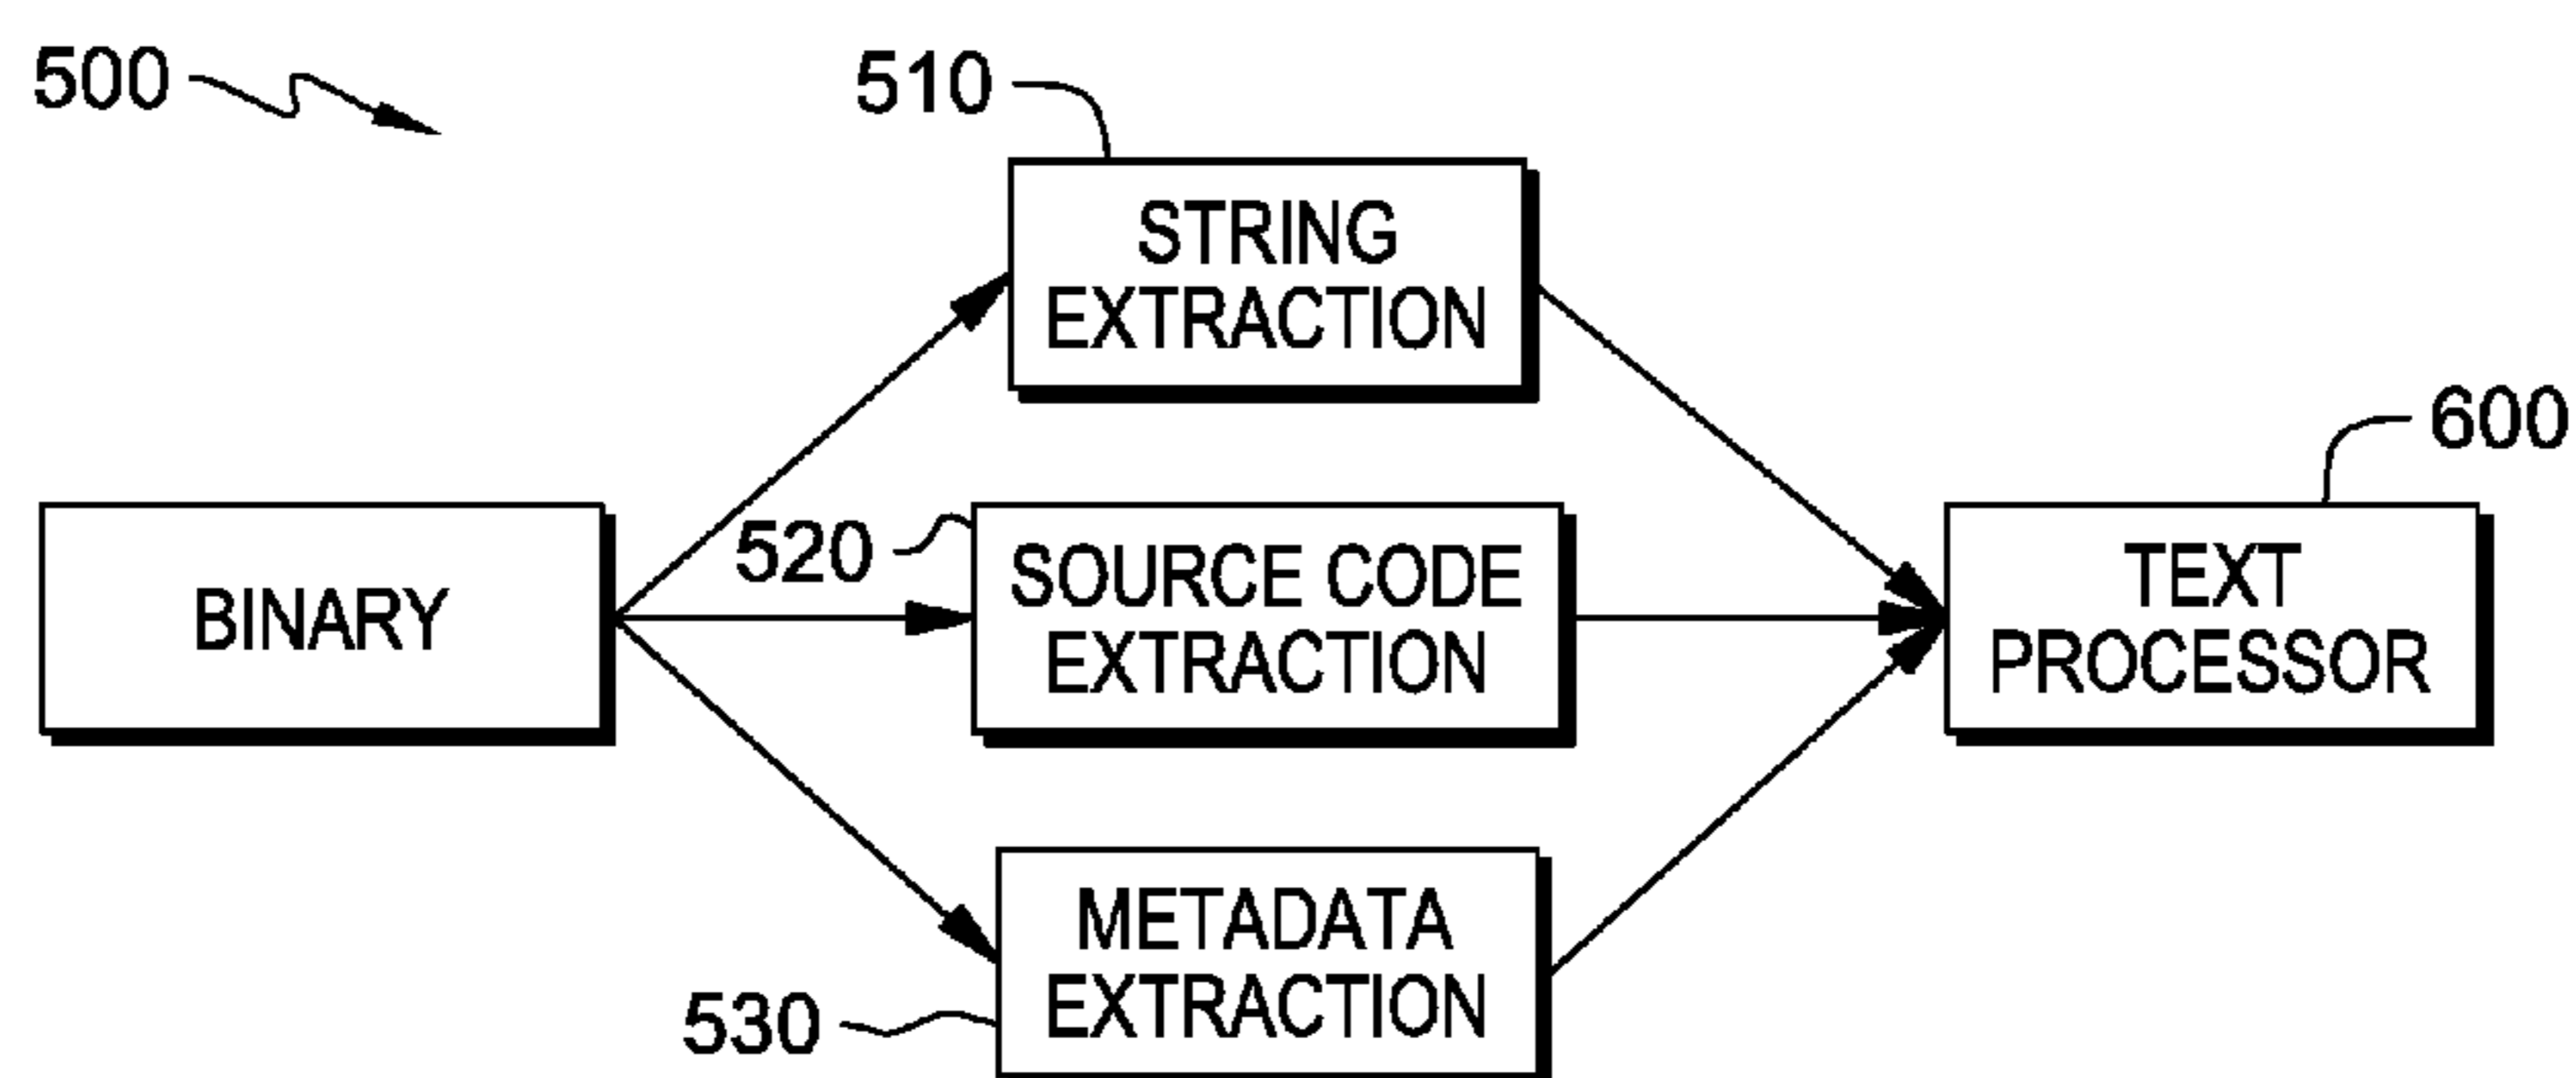 500
510
STRING
EXTRACTION
600
BINARY
520
SOURCE CODE
EXTRACTION
TEXT
PROCESSOR
METADATA
EXTRACTION
530